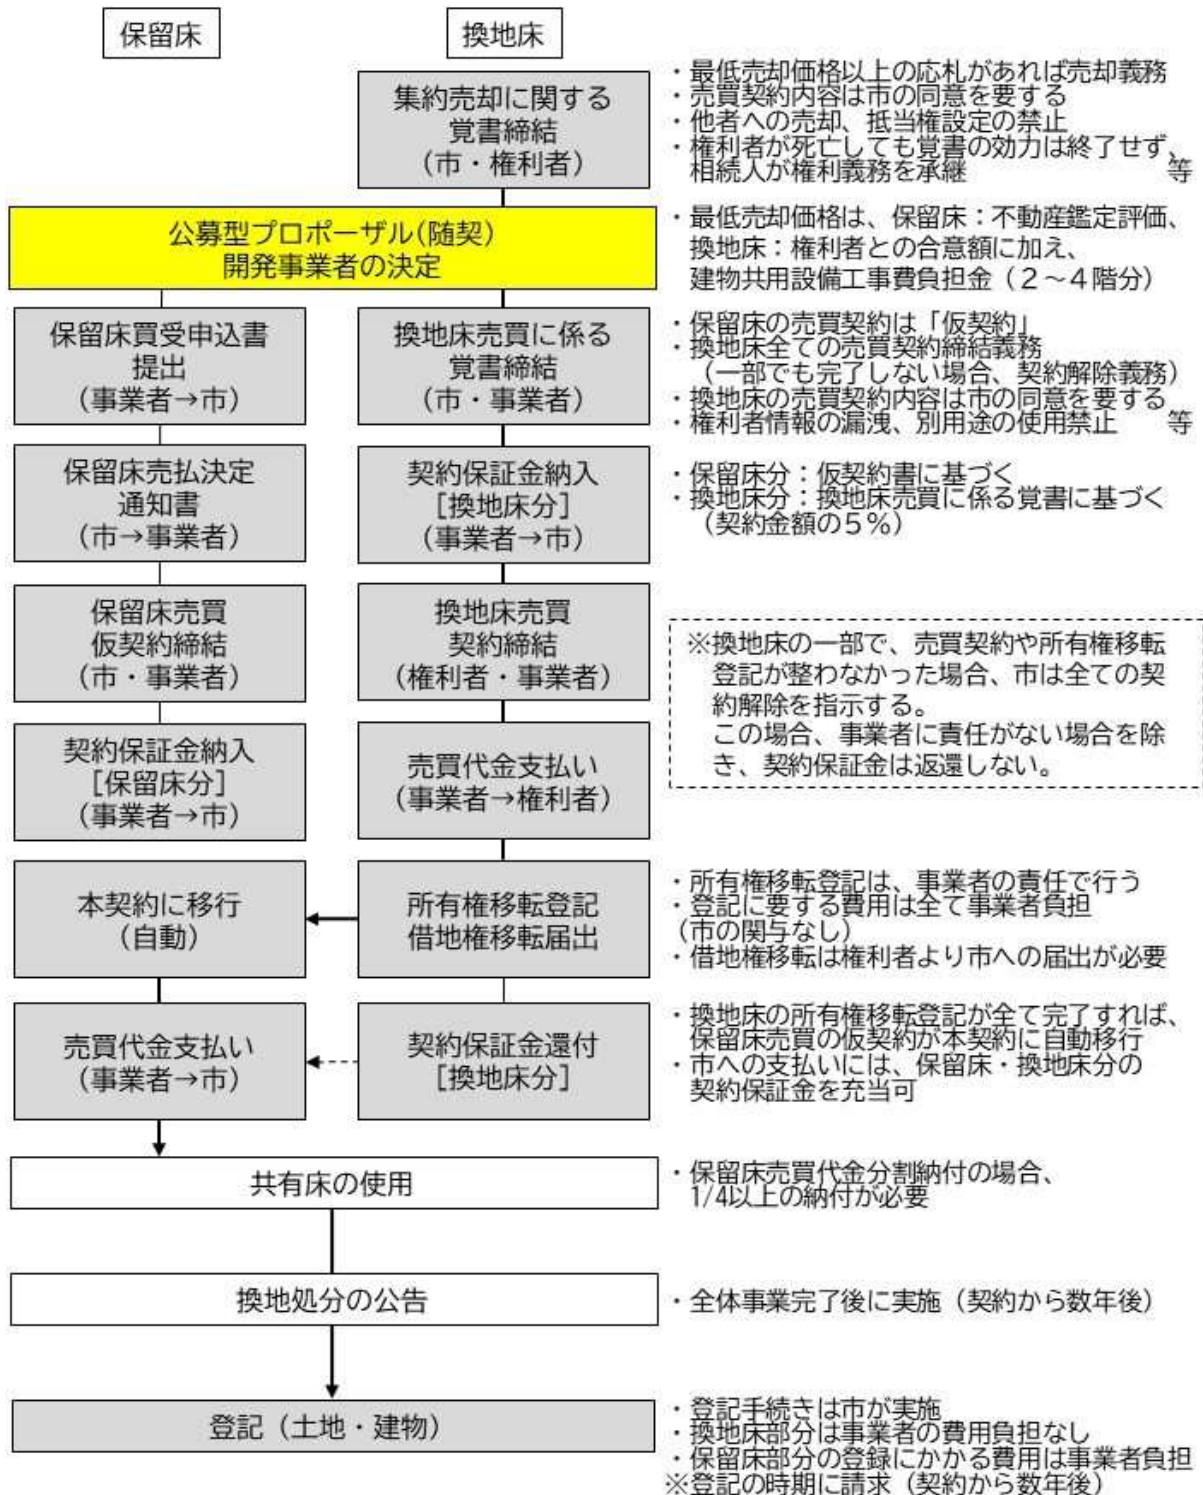 保留床
換地床
集約売却に関する
覚書締結
(市・権利者)
・最低売却価格以上の応札があれば売却義務
・売買契約内容は市の同意を要する
・他者への売却、抵当権設定の禁止
・権利者が死亡しても覚書の効力は終了せず、
相続人が権利義務を承継 等
公募型プロポーザル(随契)
開発事業者の決定
・最低売却価格は、保留床：不動産鑑定評価、
換地床：権利者との合意額に加え、
建物共用設備工事費負担金（２～４階分）
保留床買受申込書
提出
(事業者→市)
換地床売買に係る
覚書締結
(市・事業者)
・保留床の売買契約は「仮契約」
・換地床全ての売買契約締結義務
（一部でも完了しない場合、契約解除義務）
・換地床の売買契約内容は市の同意を要する
・権利者情報の漏洩、別用途の使用禁止 等
保留床売払決定
通知書
(市→事業者)
契約保証金納入
[換地床分]
(事業者→市)
・保留床分：仮契約書に基づく
・換地床分：換地床売買に係る覚書に基づく
（契約金額の５％）
保留床売買
仮契約締結
(市・事業者)
換地床売買
契約締結
(権利者・事業者)
※換地床の一部で、売買契約や所有権移転
登記が整わなかった場合、市は全ての契
約解除を指示する。
この場合、事業者に責任がない場合を除
き、契約保証金は返還しない。
契約保証金納入
[保留床分]
(事業者→市)
売買代金支払い
(事業者→権利者)
本契約に移行
(自動)
所有権移転登記
借地権移転届出
・所有権移転登記は、事業者の責任で行う
・登記に要する費用は全て事業者負担
（市の関与なし）
・借地権移転は権利者より市への届出が必要
売買代金支払い
(事業者→市)
契約保証金還付
[換地床分]
・換地床の所有権移転登記が全て完了すれば、
保留床売買の仮契約が本契約に自動移行
・市への支払いには、保留床・換地床分の
契約保証金を充当可
共有床の使用
・保留床売買代金分割納付の場合、
1/4以上の納付が必要
換地処分の公告
・全体事業完了後に実施（契約から数年後）
登記（土地・建物）
・登記手続きは市が実施
・換地床部分は事業者の費用負担なし
・保留床部分の登録にかかる費用は事業者負担
※登記の時期に請求（契約から数年後）